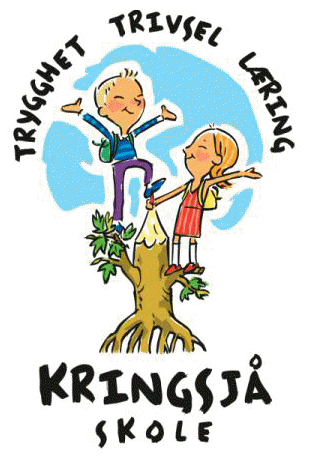 TRYGGHET TRIVSEL LÆRING
KRINGSJÅ
SKOLE